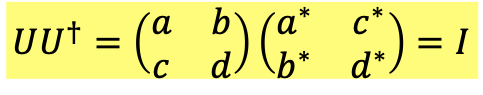 UU† = (a b c d)(a* c* b* d*) = I